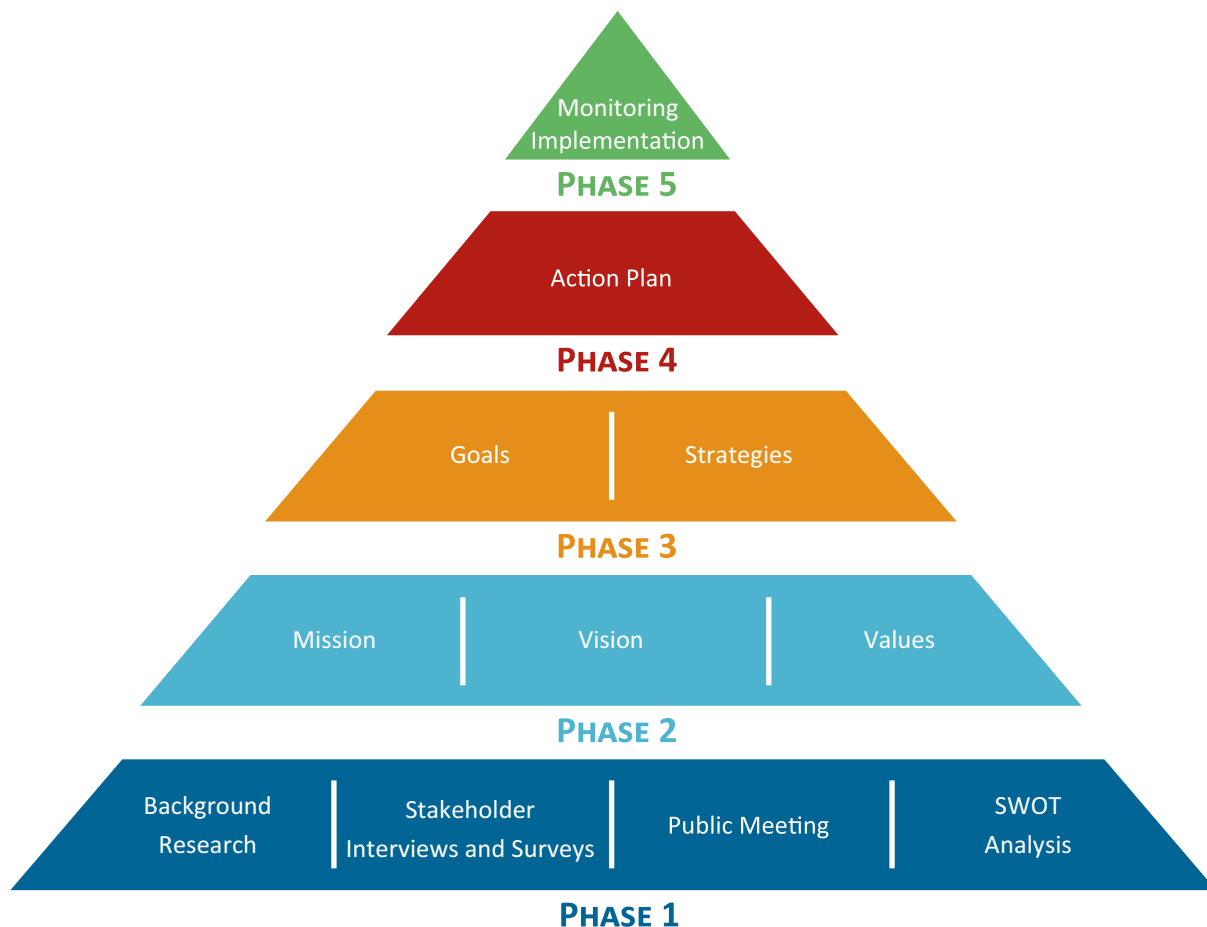 Monitoring
Implementation
PHASE 5
Action Plan
PHASE 4
Goals
Strategies
PHASE 3
Mission
Vision
Values
PHASE 2
Background
Research
Stakeholder
Interviews and Surveys
Public Meeting
SWOT
Analysis
PHASE 1